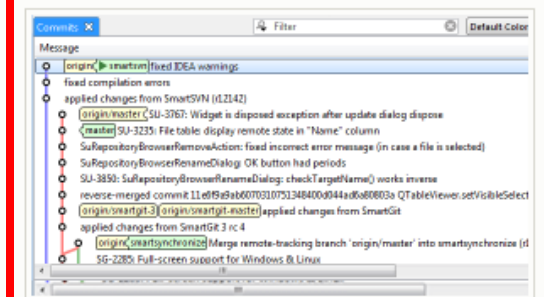 Commits Filter Default Color
Message
origin ▶ smartsvn fixed IDEA warnings
fixed compilation errors
applied changes from SmartSVN (r12142)
origin/master SU-3767: Widget is disposed exception after update dialog dispose
master SU-3235: File table: display remote state in "Name" column
SuRepositoryBrowserRemoveAction: fixed incorrect error message (in case a file is selected)
SuRepositoryBrowserRenameDialog: OK button had periods
SU-3850: SuRepositoryBrowserRenameDialog: checkTargetName() works inverse
reverse-merged commit QTableViewer.setVisibleSelect
origin/smartgit-3 origin/smartgit-master applied changes from SmartGit
applied changes from SmartGit 3 rc 4
origin smartsynchronize Merge remote-tracking branch 'origin/master' into smartsynchronize (rl
SG-2285: Full-screen support for Windows & Linux